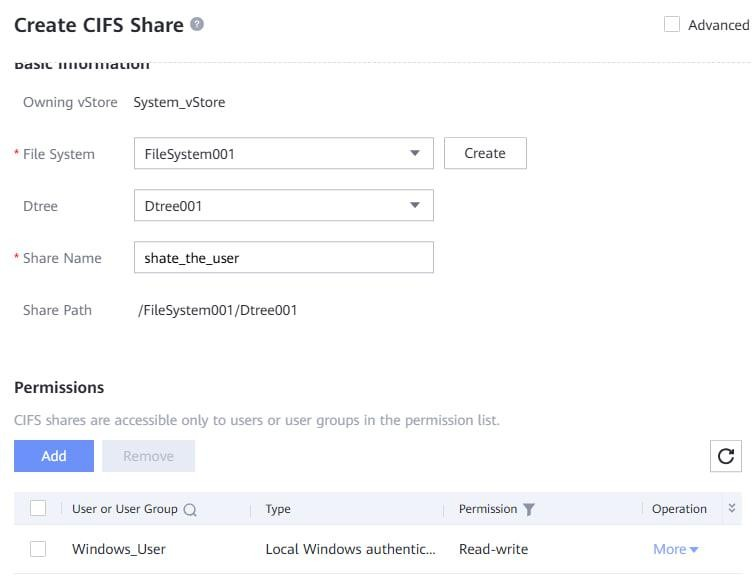 Create CIFS Share ?
Advanced
Basic Information
Owning vStore System_vStore
* File System FileSystem001 Create
Dtree Dtree001
* Share Name shate_the_user
Share Path /FileSystem001/Dtree001
Permissions
CIFS shares are accessible only to users or user groups in the permission list.
Add Remove
User or User Group Type Permission Operation
Windows_User Local Windows authentic... Read-write More